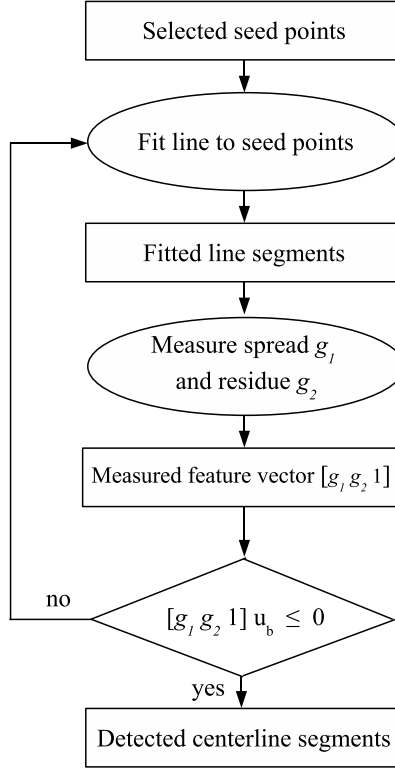 Selected seed points
Fit line to seed points
Fitted line segments
Measure spread g₁
and residue g₂
Measured feature vector [g₁ g₂ 1]
no
[g₁ g₂ 1] u_b ≤ 0
yes
Detected centerline segments